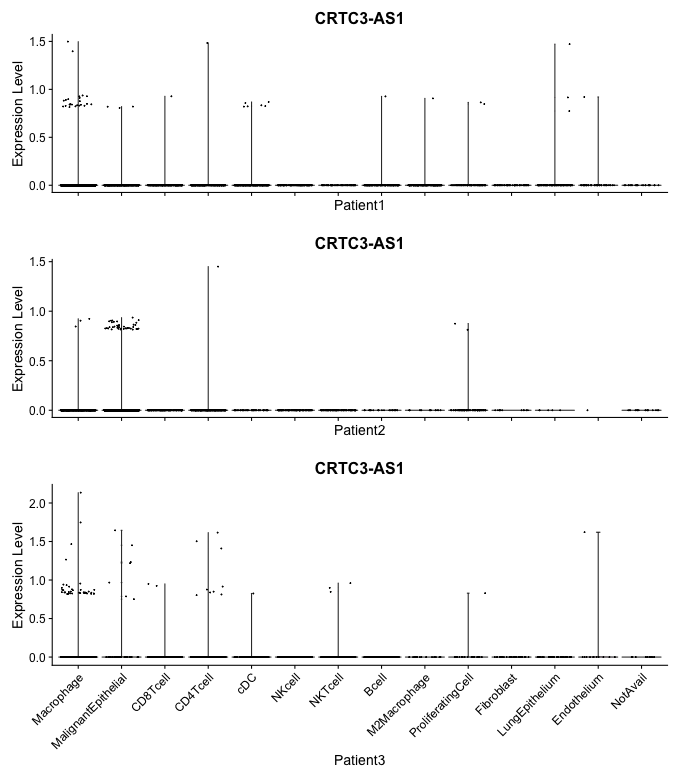 CRTC3-AS1
Expression Level
1.5
1.0
0.5
0.0
Patient1
CRTC3-AS1
Expression Level
1.5
1.0
0.5
0.0
Patient2
CRTC3-AS1
Expression Level
2.0
1.5
1.0
0.5
0.0
Macrophage
MalignantEpithelial
CD8Tcell
CD4Tcell
cDC
NKcell
NKTcell
Bcell
M2Macrophage
ProliferatingCell
Fibroblast
LungEpithelium
Endothelium
NotAvail
Patient3